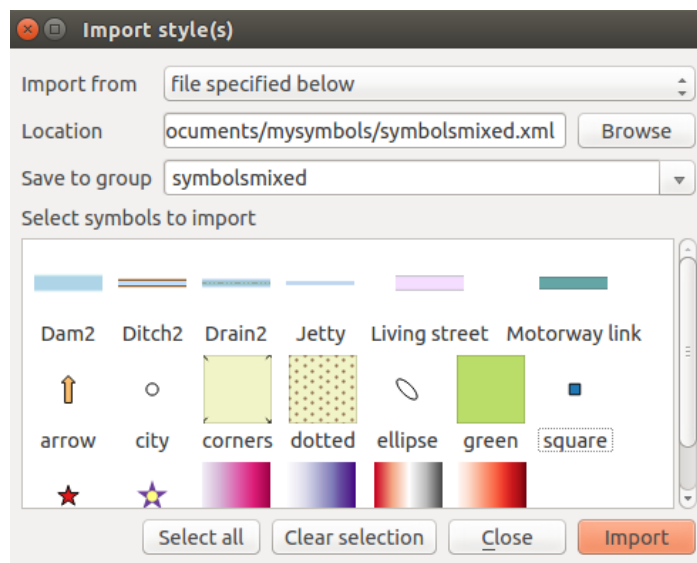 Import style(s)
Import from file specified below
Location ocuments/mysymbols/symbolsmixed.xml Browse
Save to group symbolsmixed
Select symbols to import
Dam2 Ditch2 Drain2 Jetty Living street Motorway link
arrow city corners dotted ellipse green square
Select all Clear selection Close Import